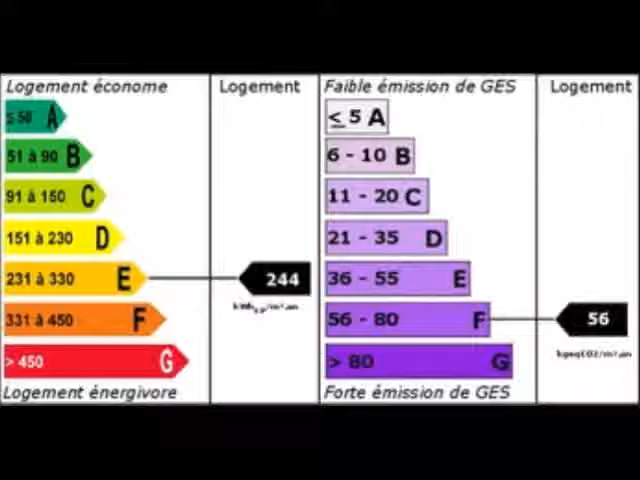 Logement économe
Logement
≤ 50 A
51 à 90 B
91 à 150 C
151 à 230 D
231 à 330 E
244
331 à 450 F
> 450 G
Logement énergivore
Faible émission de GES
Logement
≤ 5 A
6 - 10 B
11 - 20 C
21 - 35 D
36 - 55 E
56 - 80 F
56
> 80 G
Forte émission de GES